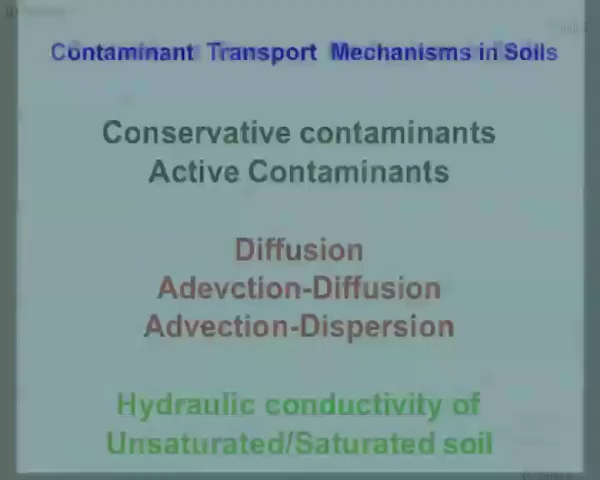 Contaminant Transport Mechanisms in Soils
Conservative contaminants
Active Contaminants
Diffusion
Adevction-Diffusion
Advection-Dispersion
Hydraulic conductivity of
Unsaturated/Saturated soil